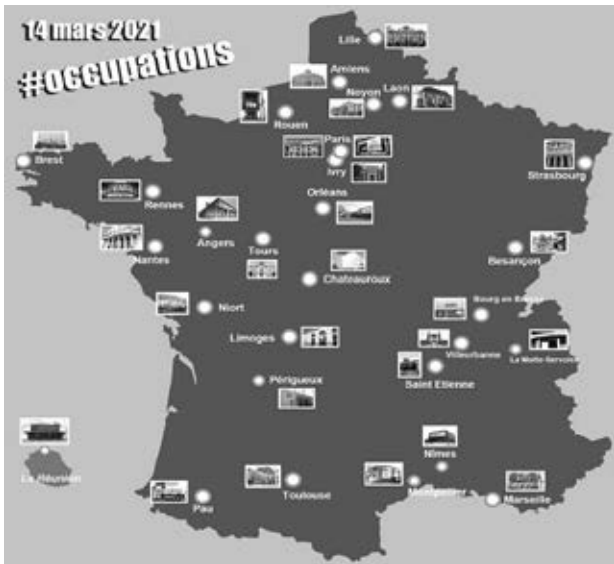 14 mars 2021
#occupations
Lille
Amiens
Noyon
Laon
Rouen
Paris
Ivry
Brest
Strasbourg
Rennes
Orléans
Angers
Nantes
Tours
Besançon
Chateauroux
Bourg en Bresse
Niort
Limoges
Villeurbanne
La Motte-Servolex
Saint Etienne
Périgueux
Nîmes
La Réunion
Toulouse
Montpellier
Marseille
Pau